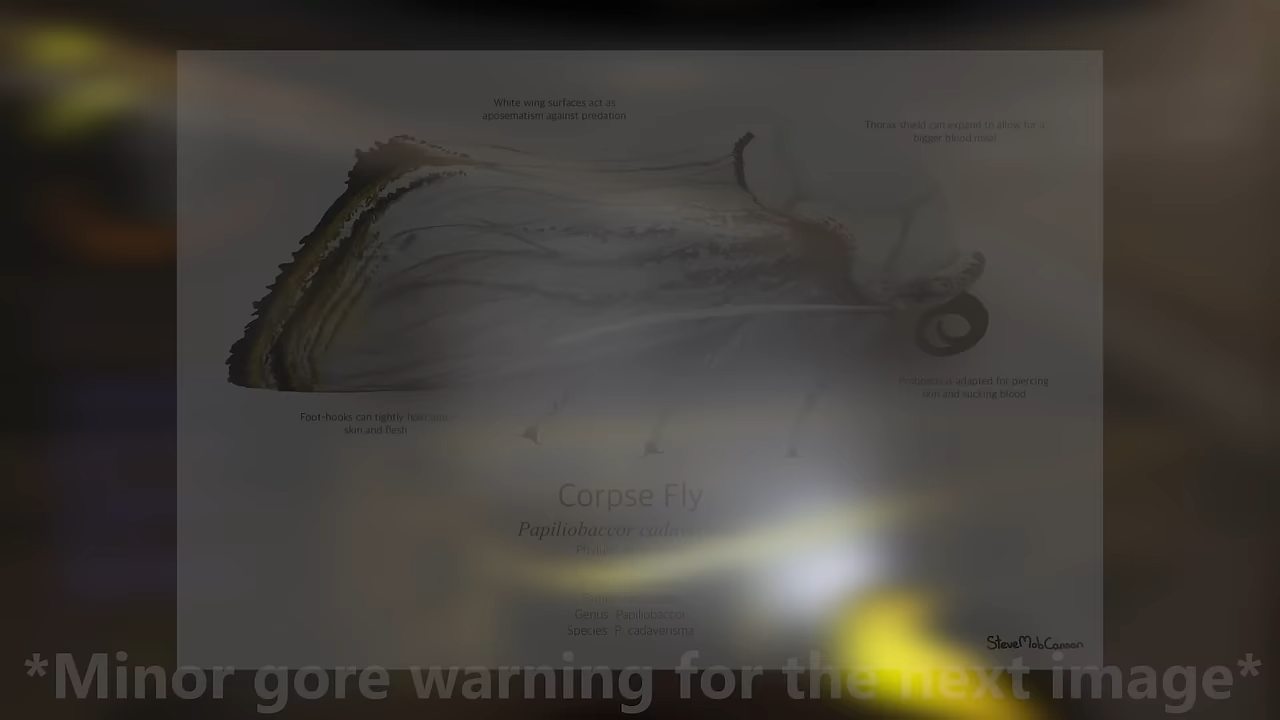 White wing surfaces act as
aposematism against predation
Thorax shield can expand to allow for a
bigger blood meal
Proboscis is adapted for piercing
skin and sucking blood
Foot-hooks can tightly hold
skin and flesh
Corpse Fly
Papiliobaccor
Genus: Papiliobaccor
Species: P. cadaverisma
SteveMobCannon
*Minor gore warning for the next image*